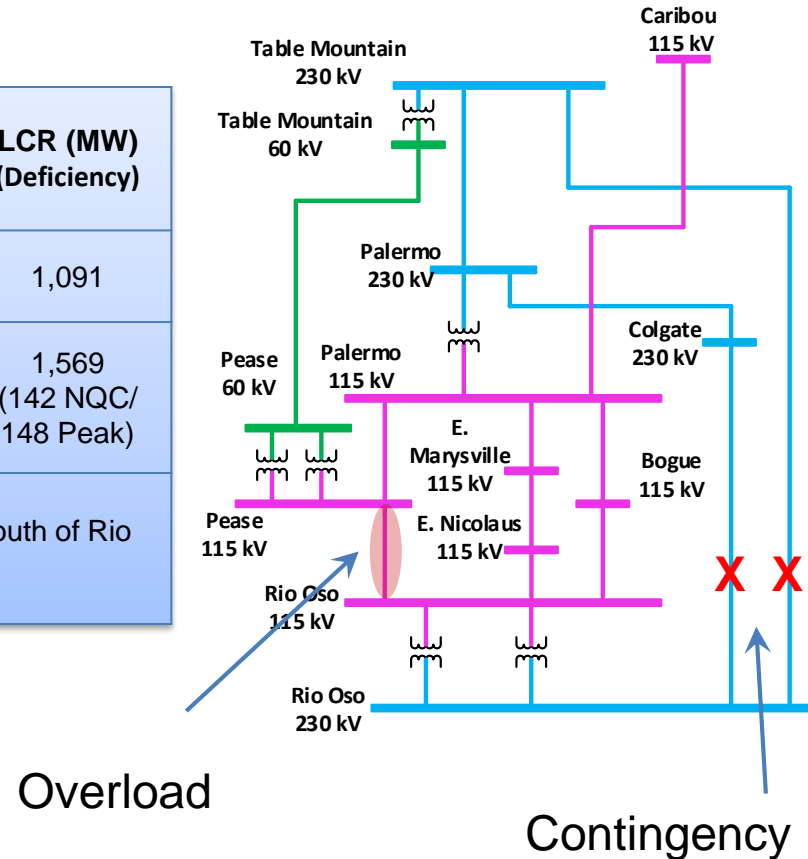 LCR (MW)
(Deficiency)
1,091
1,569
(142 NQC/
148 Peak)
outh of Rio
Caribou
115 kV
Table Mountain
230 kV
Table Mountain
60 kV
Palermo
230 kV
Colgate
230 kV
Pease
60 kV
Palermo
115 kV
E.
Marysville
115 kV
Bogue
115 kV
Pease
115 kV
E. Nicolaus
115 kV
Rio Oso
115 kV
X X
Rio Oso
230 kV
Overload
Contingency